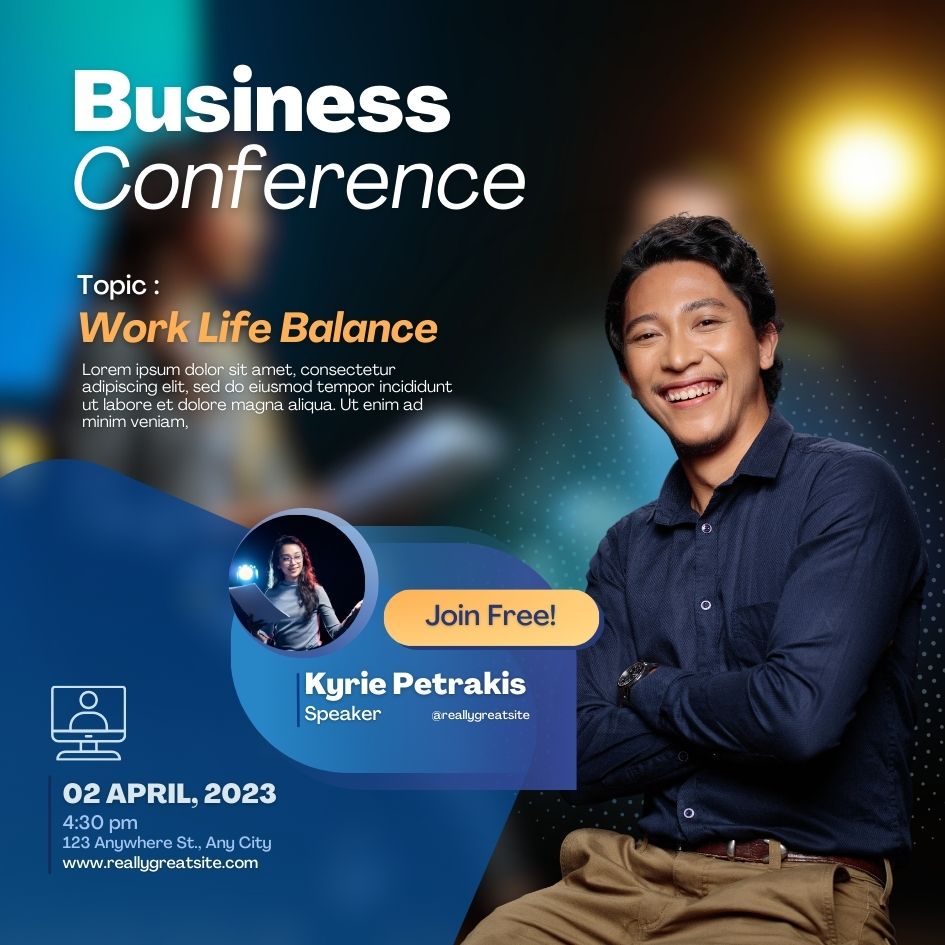 Business
Conference
Topic :
Work Life Balance
Lorem ipsum dolor sit amet, consectetur
adipiscing elit, sed do eiusmod tempor incididunt
ut labore et dolore magna aliqua. Ut enim ad
minim veniam,
Join Free!
Kyrie Petrakis
Speaker
@reallygreatsite
02 APRIL, 2023
4:30 pm
123 Anywhere St., Any City
www.reallygreatsite.com